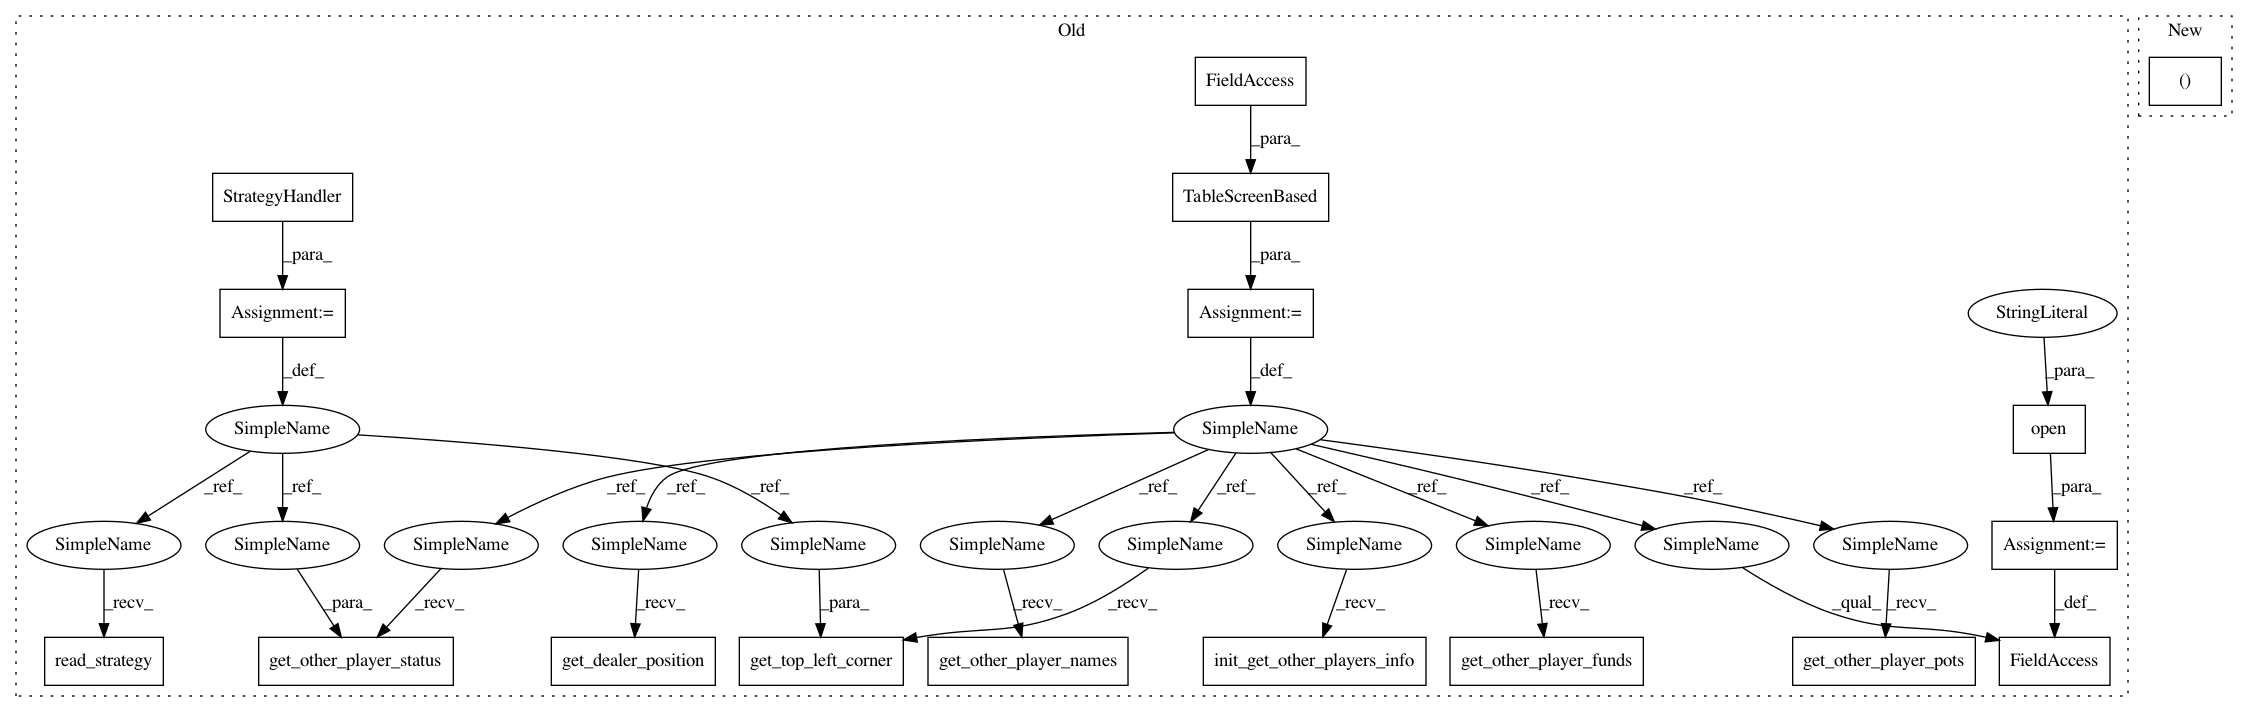 Old
New
FieldAccess
()
_para_
StrategyHandler
TableScreenBased
_para_
_para_
Assignment:=
Assignment:=
StringLiteral
_def_
_def_
_para_
SimpleName
SimpleName
open
_ref_
_ref_
_ref_
_ref_
_ref_
_ref_
_ref_
_ref_
_ref_
_ref_
_ref_
_para_
SimpleName
SimpleName
SimpleName
SimpleName
SimpleName
SimpleName
SimpleName
SimpleName
SimpleName
SimpleName
SimpleName
Assignment:=
_recv_
_para_
_recv_
_recv_
_para_
_recv_
_recv_
_recv_
_recv_
_qual_
_recv_
_def_
read_strategy
get_other_player_status
get_dealer_position
get_top_left_corner
get_other_player_names
init_get_other_players_info
get_other_player_funds
get_other_player_pots
FieldAccess